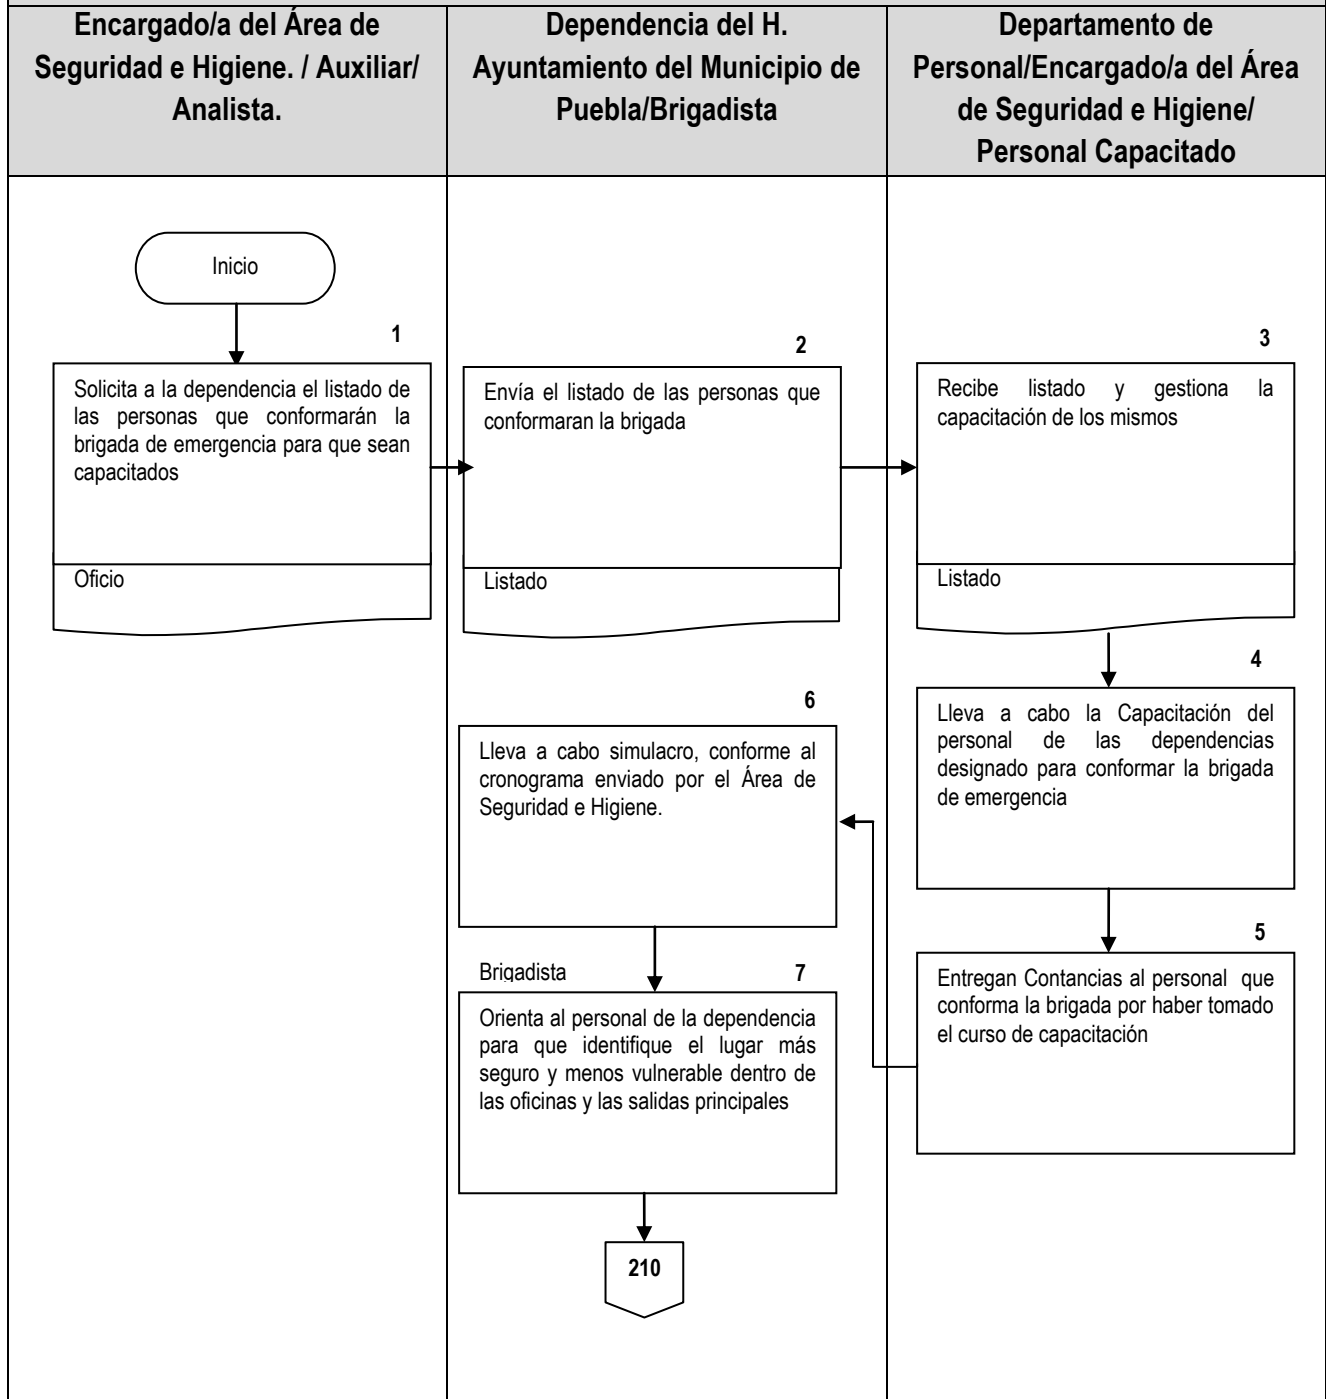 Encargado/a del Área de
Seguridad e Higiene. / Auxiliar/
Analista.
Dependencia del H.
Ayuntamiento del Municipio de
Puebla/Brigadista
Departamento de
Personal/Encargado/a del Área
de Seguridad e Higiene/
Personal Capacitado
Inicio
1
Solicita a la dependencia el listado de
las personas que conformarán la
brigada de emergencia para que sean
capacitados
Oficio
2
Envía el listado de las personas que
conformaran la brigada
Listado
3
Recibe listado y gestiona la
capacitación de los mismos
Listado
4
Lleva a cabo la Capacitación del
personal de las dependencias
designado para conformar la brigada
de emergencia
5
Entregan Contancias al personal que
conforma la brigada por haber tomado
el curso de capacitación
6
Lleva a cabo simulacro, conforme al
cronograma enviado por el Área de
Seguridad e Higiene.
Brigadista
7
Orienta al personal de la dependencia
para que identifique el lugar más
seguro y menos vulnerable dentro de
las oficinas y las salidas principales
210